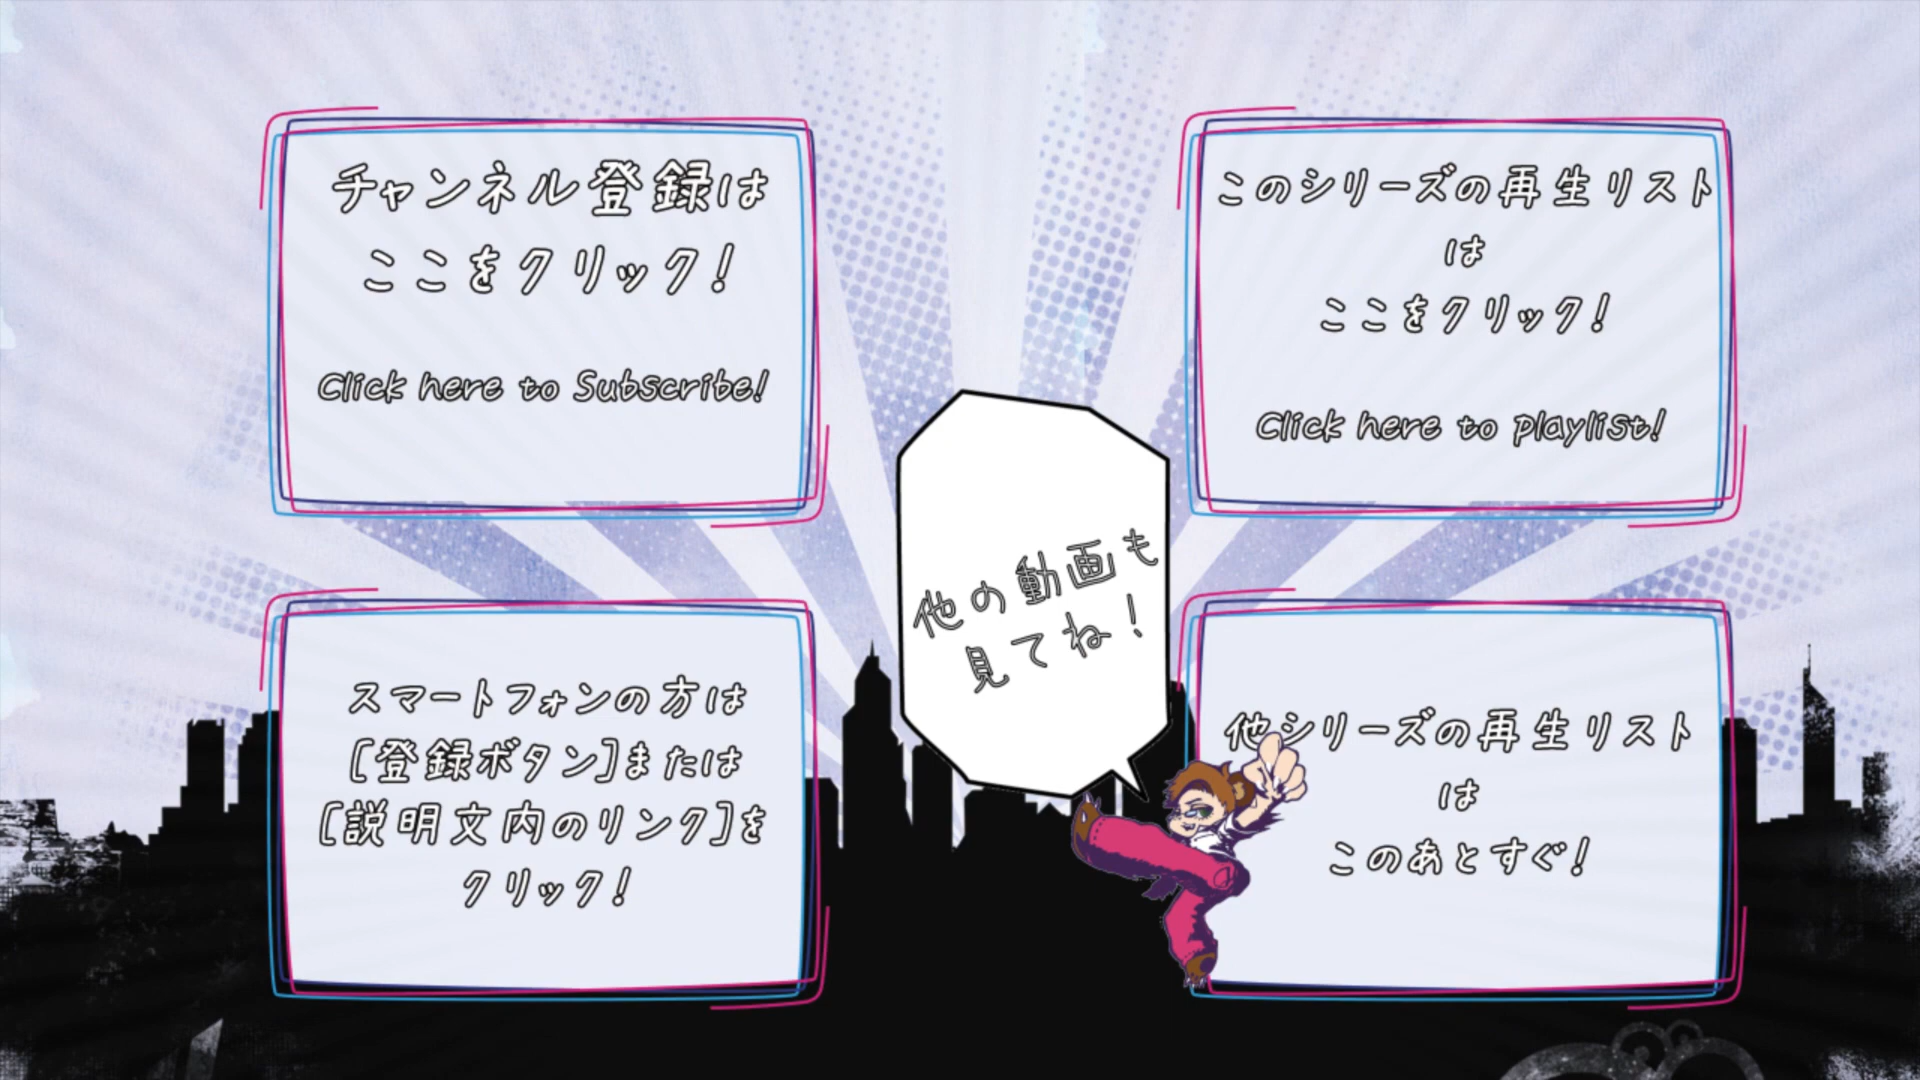 チャンネル登録は
ここをクリック!
Click here to Subscribe!
このシリーズの再生リスト
は
ここをクリック!
Click here to playlist!
他の動画も
見てね!
スマートフォンの方は
[登録ボタン]または
[説明文内のリンク]を
クリック!
他シリーズの再生リスト
は
このあとすぐ!